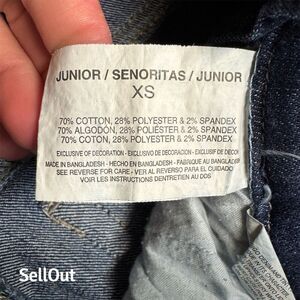 JUNIOR / SENORITAS / JUNIOR
XS
70% COTTON, 28% POLYESTER & 2% SPANDEX
70% ALGODÓN, 28% POLIÉSTER & 2% SPANDEX
70% COTON, 28% POLYESTER & 2% SPANDEX
EXCLUSIVE OF DECORATION - EXCLUSIVO DE DECORACIÓN - EXCLUSIF DE DECOR
MADE IN BANGLADESH - HECHO EN BANGLADESH - FABRIQUE AU BANGLADESH
SEE REVERSE FOR CARE - VER AL REVERSO PARA EL CUIDADO
VOIR LES INSTRUCTIONS D'ENTRETIEN AU DOS
SellOut